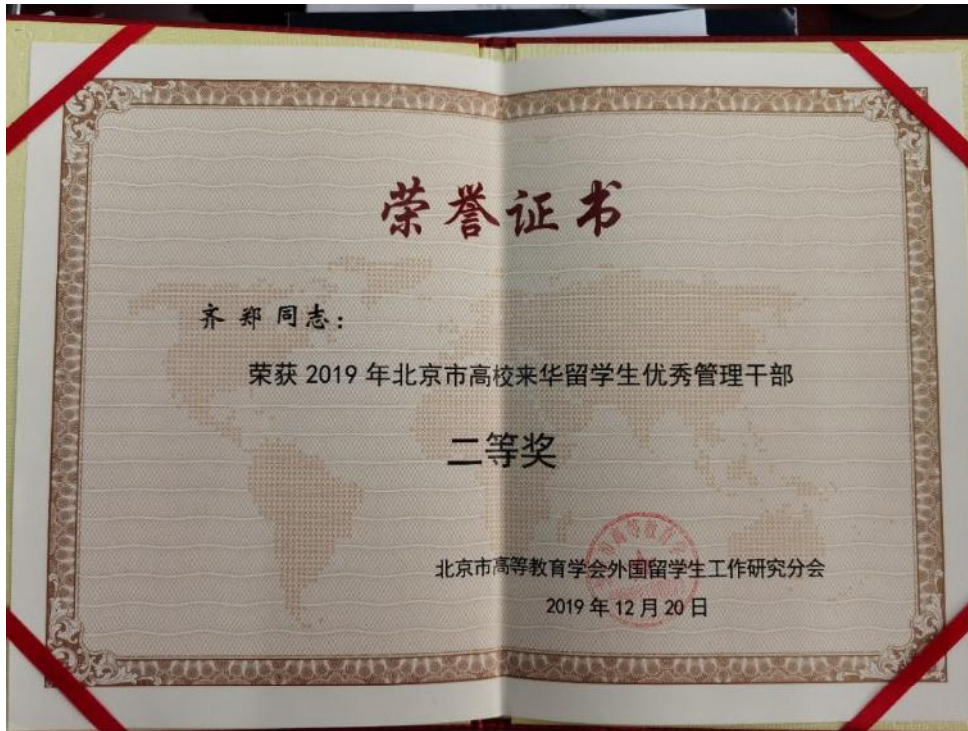 荣誉证书
齐郑同志：
荣获 2019 年北京市高校来华留学生优秀管理干部
二等奖
北京市高等教育学会外国留学生工作研究分会
2019 年 12 月 20 日